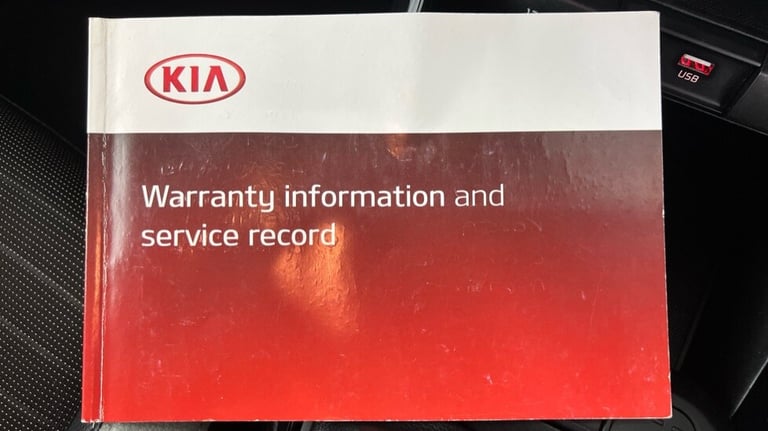 KIA
USB
Warranty information and
service record